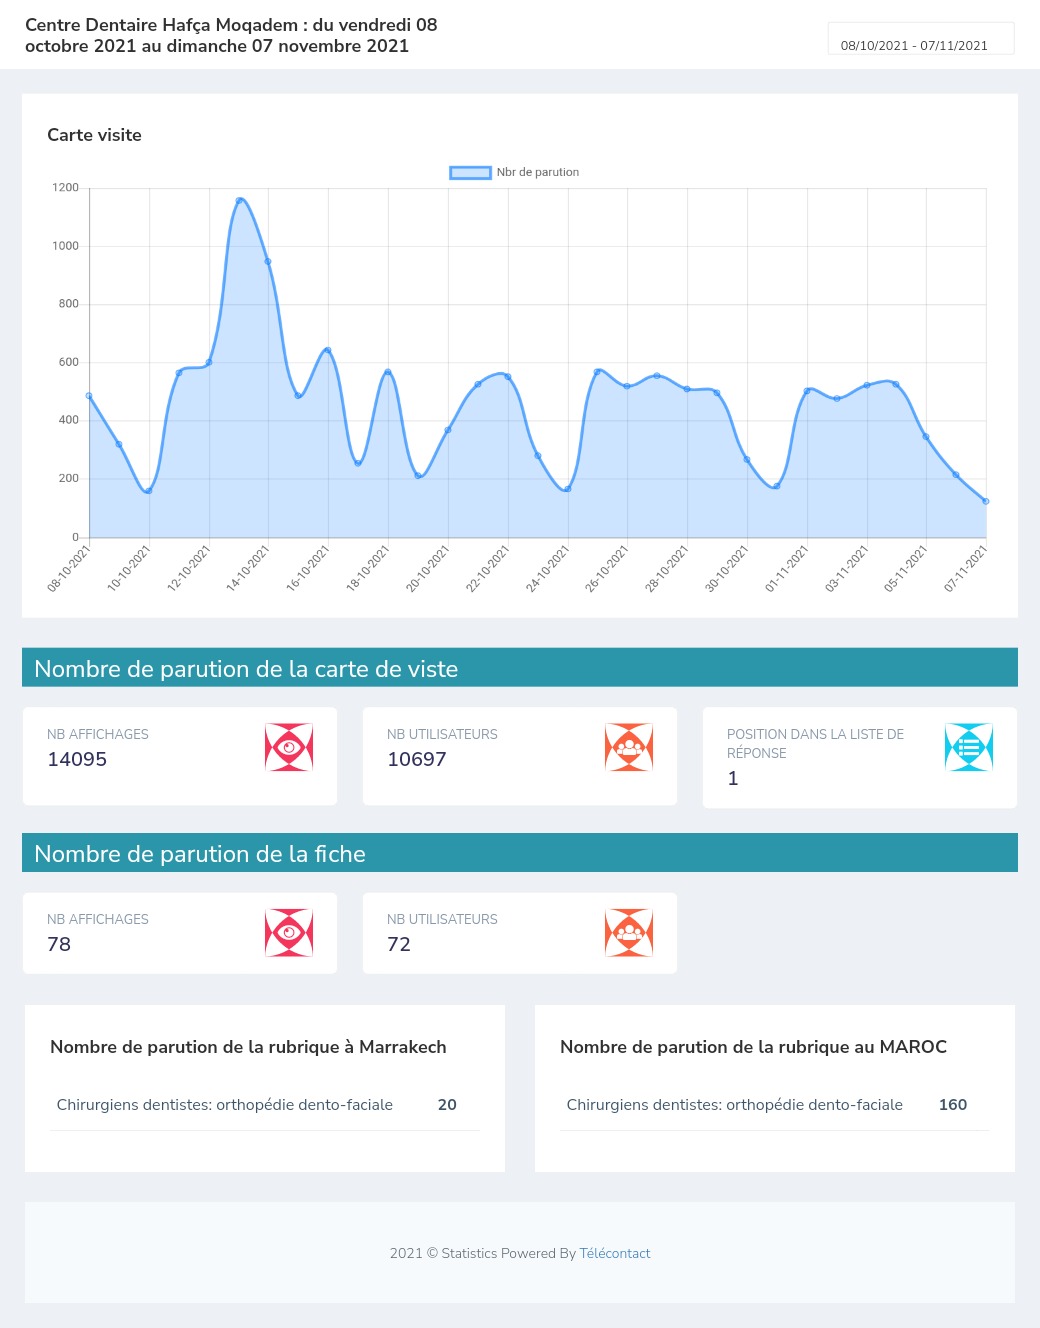 Centre Dentaire Hafça Moqadem : du vendredi 08
octobre 2021 au dimanche 07 novembre 2021
08/10/2021 - 07/11/2021
Carte visite
Nbr de parution
1200
1000
800
600
400
200
0
08-10-2021
10-10-2021
12-10-2021
14-10-2021
16-10-2021
18-10-2021
20-10-2021
22-10-2021
24-10-2021
26-10-2021
28-10-2021
30-10-2021
01-11-2021
03-11-2021
05-11-2021
07-11-2021
Nombre de parution de la carte de viste
NB AFFICHAGES
14095
NB UTILISATEURS
10697
POSITION DANS LA LISTE DE
RÉPONSE
1
Nombre de parution de la fiche
NB AFFICHAGES
78
NB UTILISATEURS
72
Nombre de parution de la rubrique à Marrakech
Chirurgiens dentistes: orthopédie dento-faciale 20
Nombre de parution de la rubrique au MAROC
Chirurgiens dentistes: orthopédie dento-faciale 160
2021 © Statistics Powered By Télécontact